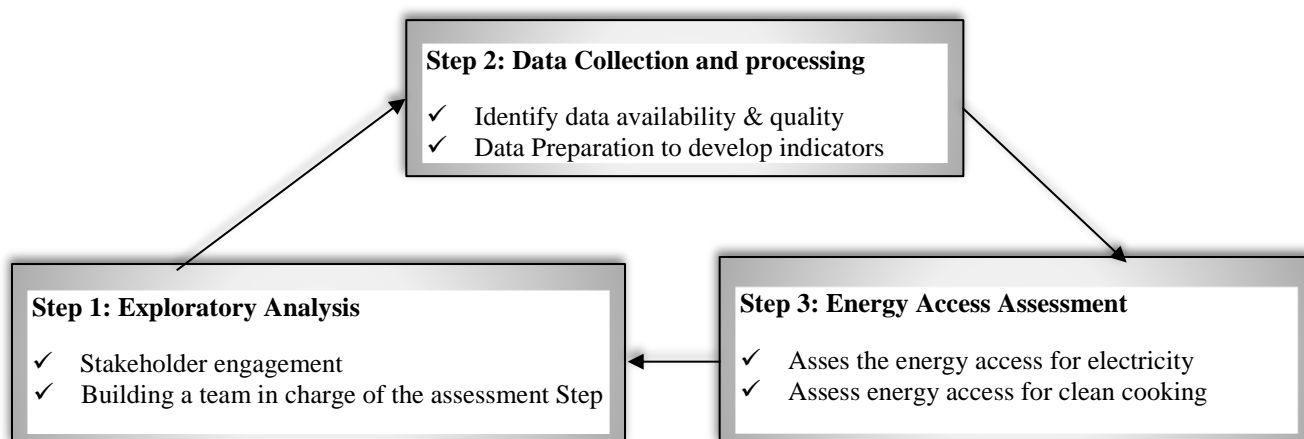 Step 2: Data Collection and processing
✓ Identify data availability & quality
✓ Data Preparation to develop indicators
Step 1: Exploratory Analysis
✓ Stakeholder engagement
✓ Building a team in charge of the assessment Step
Step 3: Energy Access Assessment
✓ Asses the energy access for electricity
✓ Assess energy access for clean cooking